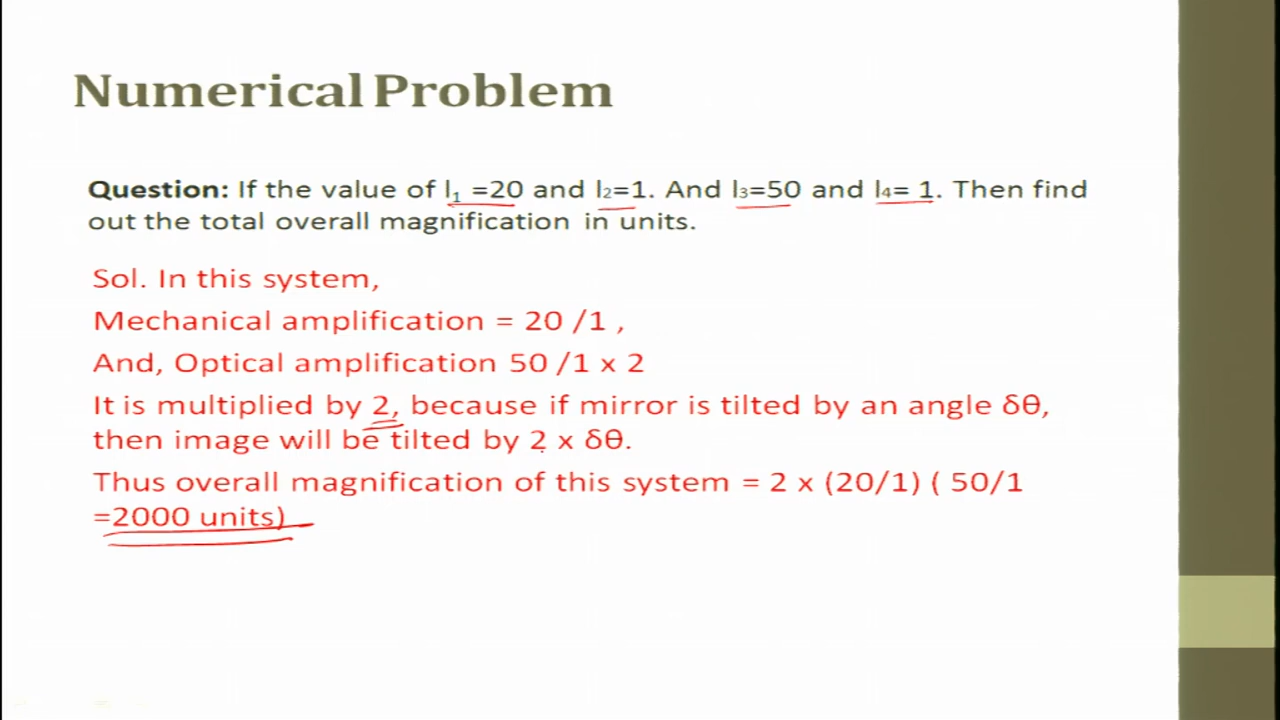 Numerical Problem
Question: If the value of l₁ =20 and l₂=1. And l₃=50 and l₄= 1. Then find
out the total overall magnification in units.
Sol. In this system,
Mechanical amplification = 20 /1 ,
And, Optical amplification 50 /1 x 2
It is multiplied by 2, because if mirror is tilted by an angle δθ,
then image will be tilted by 2 x δθ.
Thus overall magnification of this system = 2 x (20/1) ( 50/1
=2000 units)